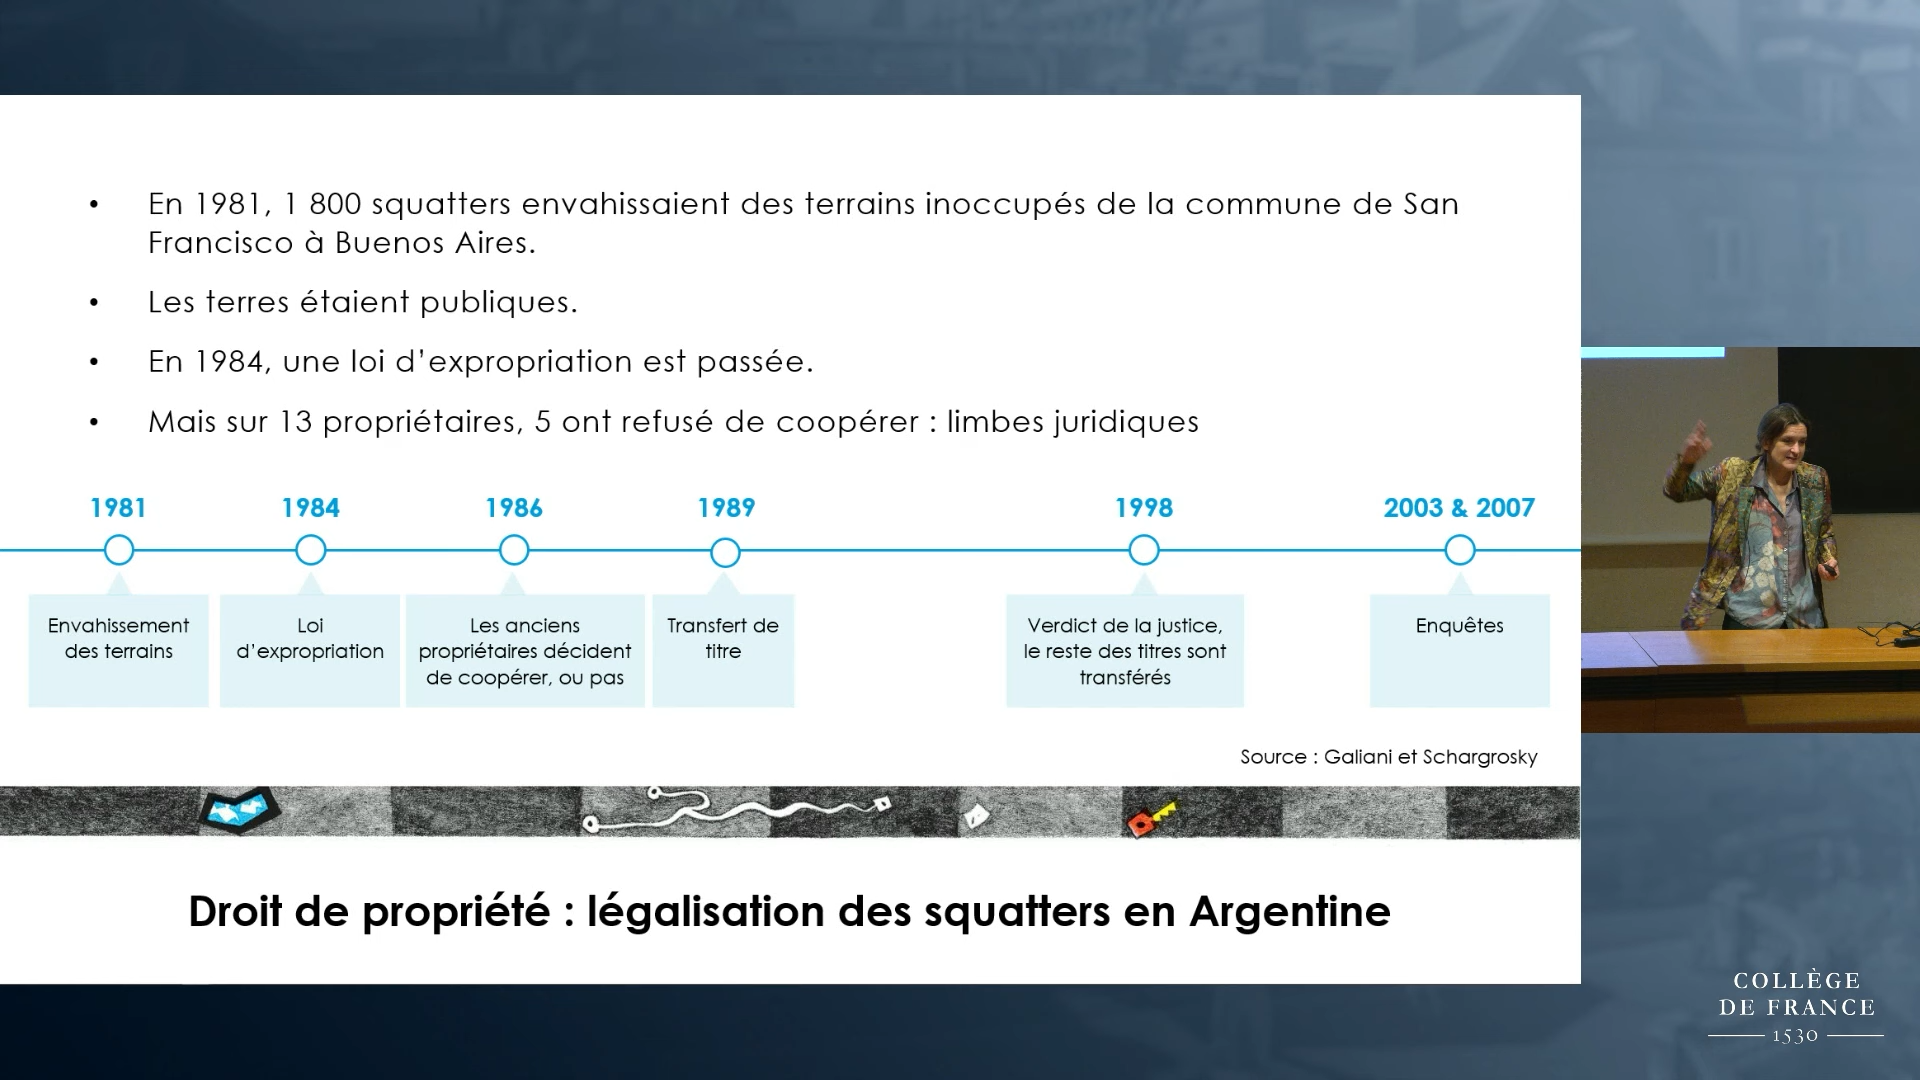 • En 1981, 1 800 squatters envahissaient des terrains inoccupés de la commune de San
Francisco à Buenos Aires.
• Les terres étaient publiques.
• En 1984, une loi d’expropriation est passée.
• Mais sur 13 propriétaires, 5 ont refusé de coopérer : limbes juridiques
1981
Envahissement
des terrains
1984
Loi
d’expropriation
1986
Les anciens
propriétaires décident
de coopérer, ou pas
1989
Transfert de
titre
1998
Verdict de la justice,
le reste des titres sont
transférés
2003 & 2007
Enquêtes
Source : Galiani et Schargrosky
Droit de propriété : légalisation des squatters en Argentine
COLLÈGE
DE FRANCE
1530